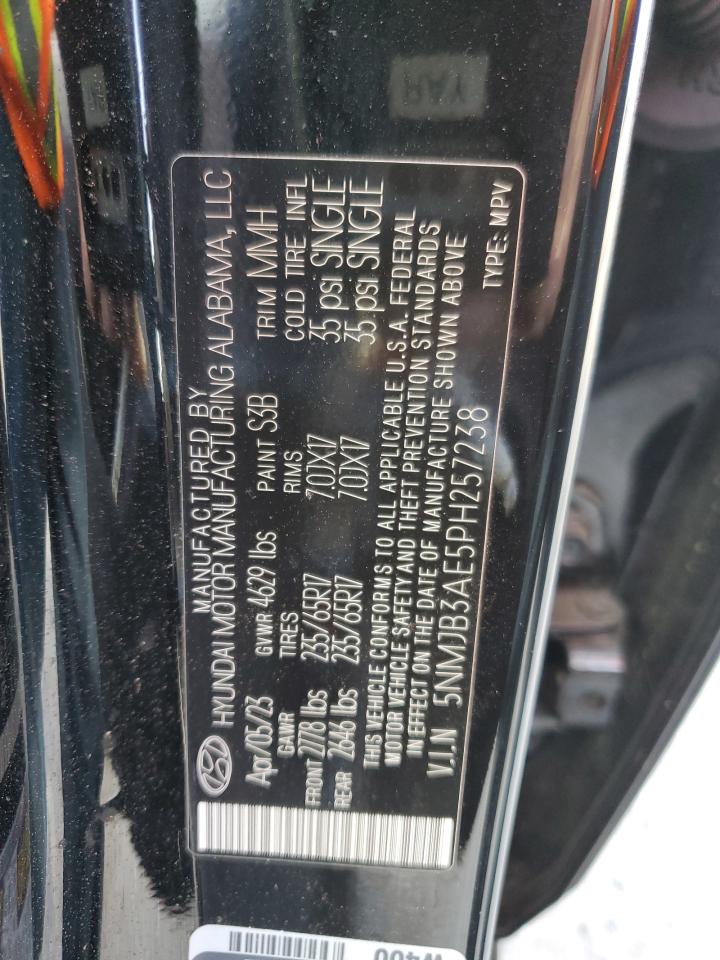 MANUFACTURED BY
HYUNDAI MOTOR MANUFACTURING ALABAMA, LLC
Apr/05/23 GVWR 4629 lbs PAINT S3B TRIM MMH
GAWR TIRES RIMS COLD TIRE INFL
FRONT 2778 lbs 235/65R17 7.0JX17 35 psi SINGLE
REAR 2646 lbs 235/65R17 7.0JX17 35 psi SINGLE
THIS VEHICLE CONFORMS TO ALL APPLICABLE U.S.A. FEDERAL
MOTOR VEHICLE SAFETY AND THEFT PREVENTION STANDARDS
IN EFFECT ON THE DATE OF MANUFACTURE SHOWN ABOVE
V.I.N 5NMJB3AE5PH257238 TYPE: MPV
YAR